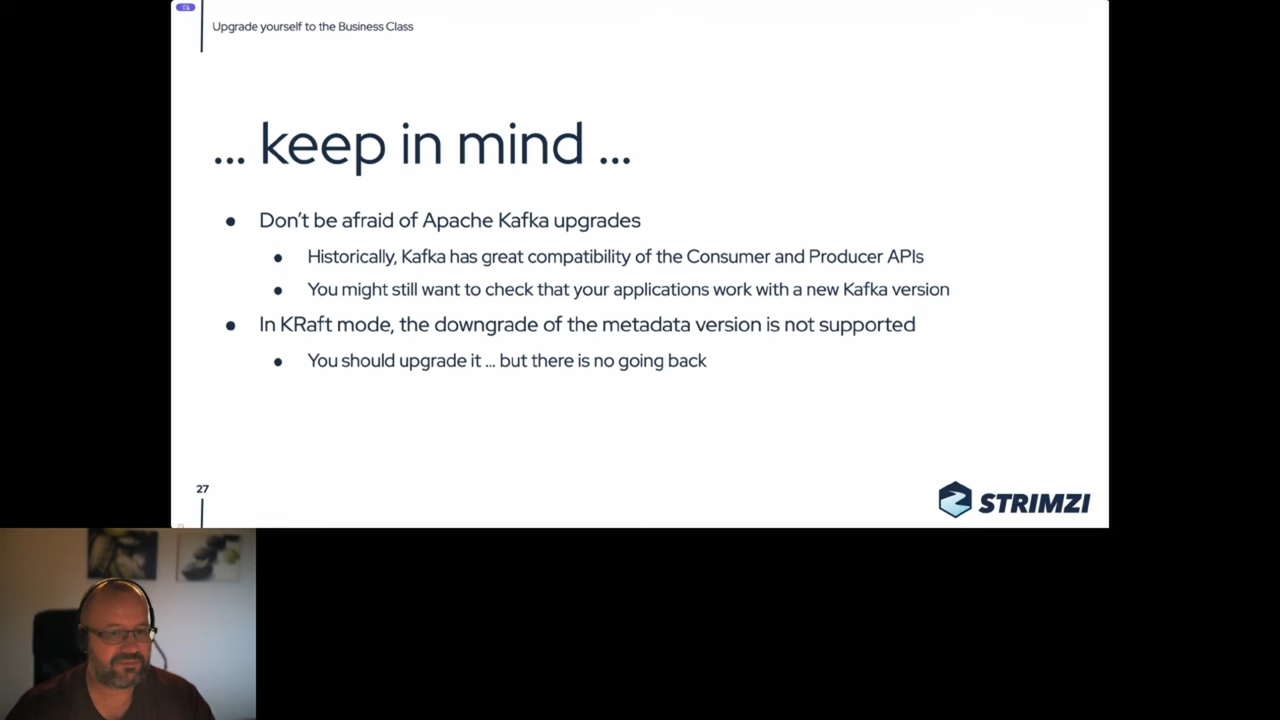 Upgrade yourself to the Business Class
... keep in mind ...
● Don't be afraid of Apache Kafka upgrades
● Historically, Kafka has great compatibility of the Consumer and Producer APIs
● You might still want to check that your applications work with a new Kafka version
● In KRaft mode, the downgrade of the metadata version is not supported
● You should upgrade it ... but there is no going back
27
STRIMZI